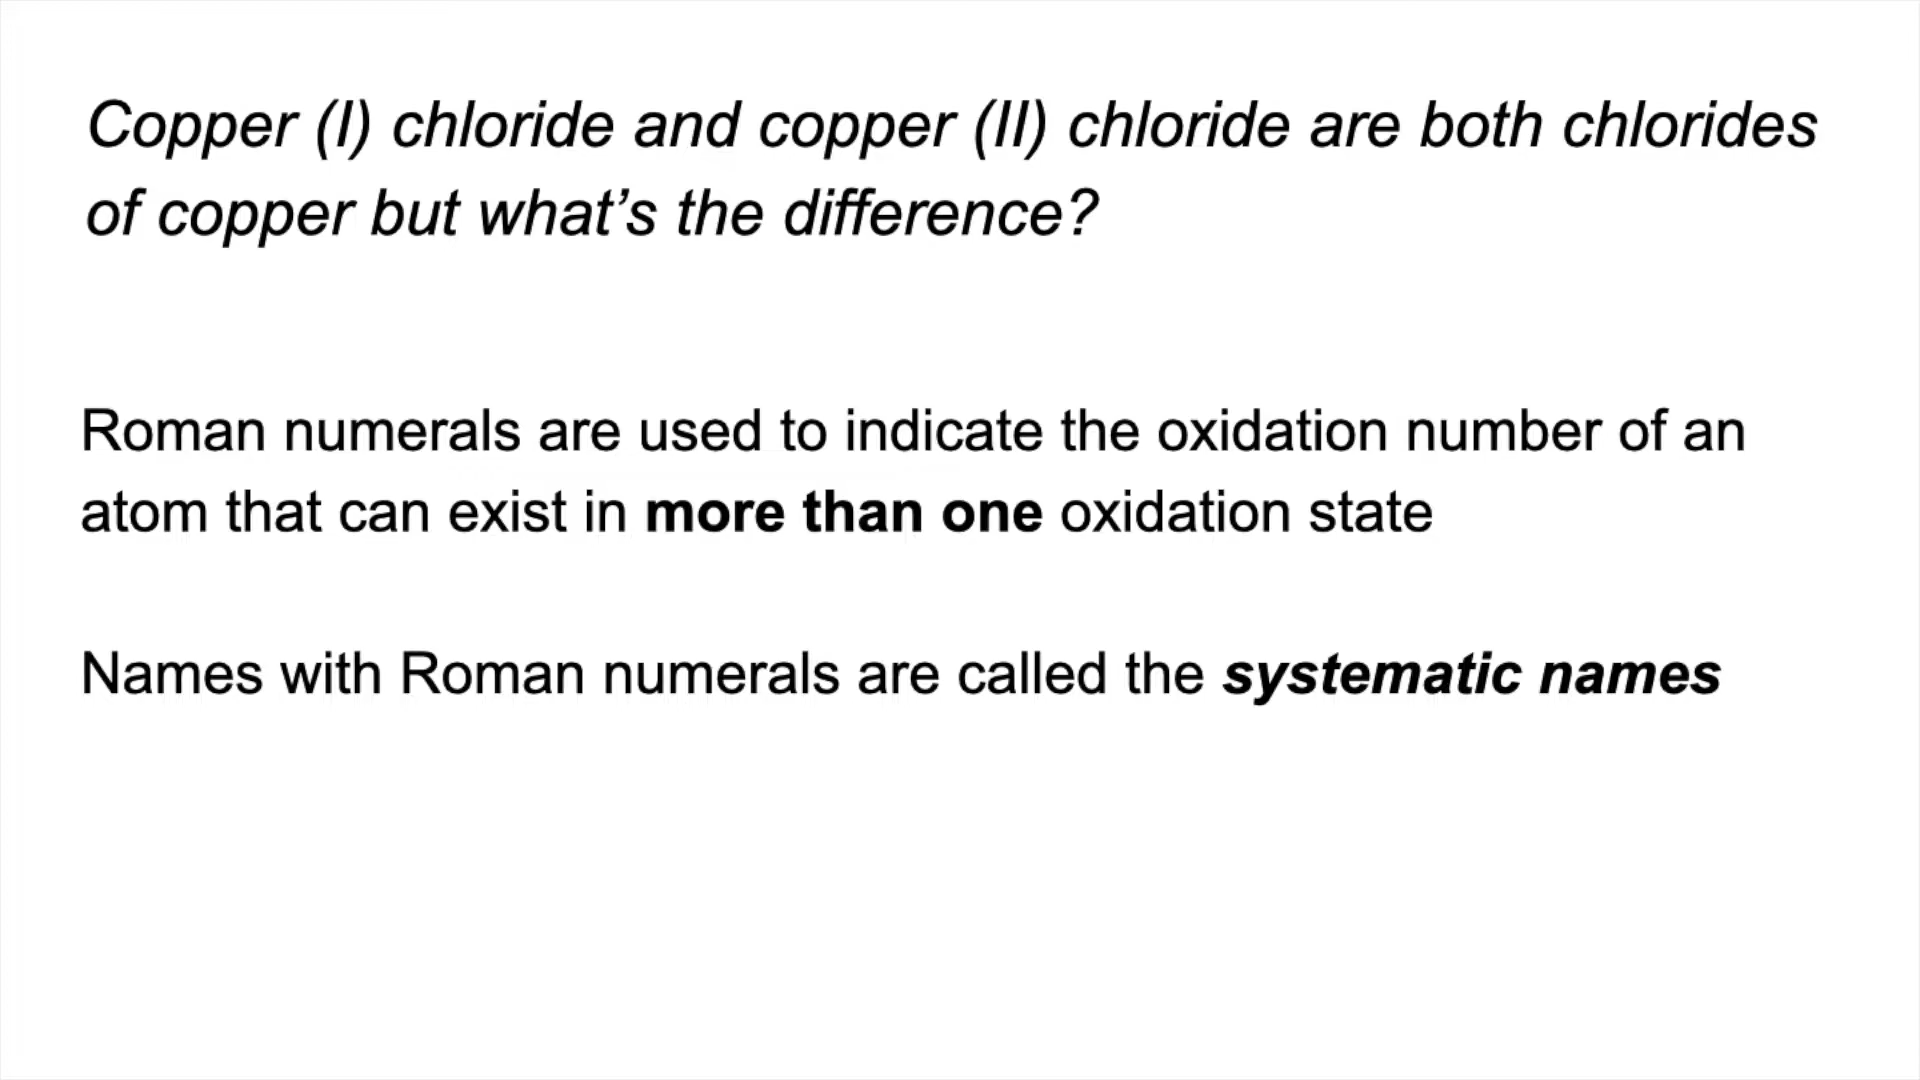 Copper (I) chloride and copper (II) chloride are both chlorides
of copper but what’s the difference?
Roman numerals are used to indicate the oxidation number of an
atom that can exist in more than one oxidation state
Names with Roman numerals are called the systematic names